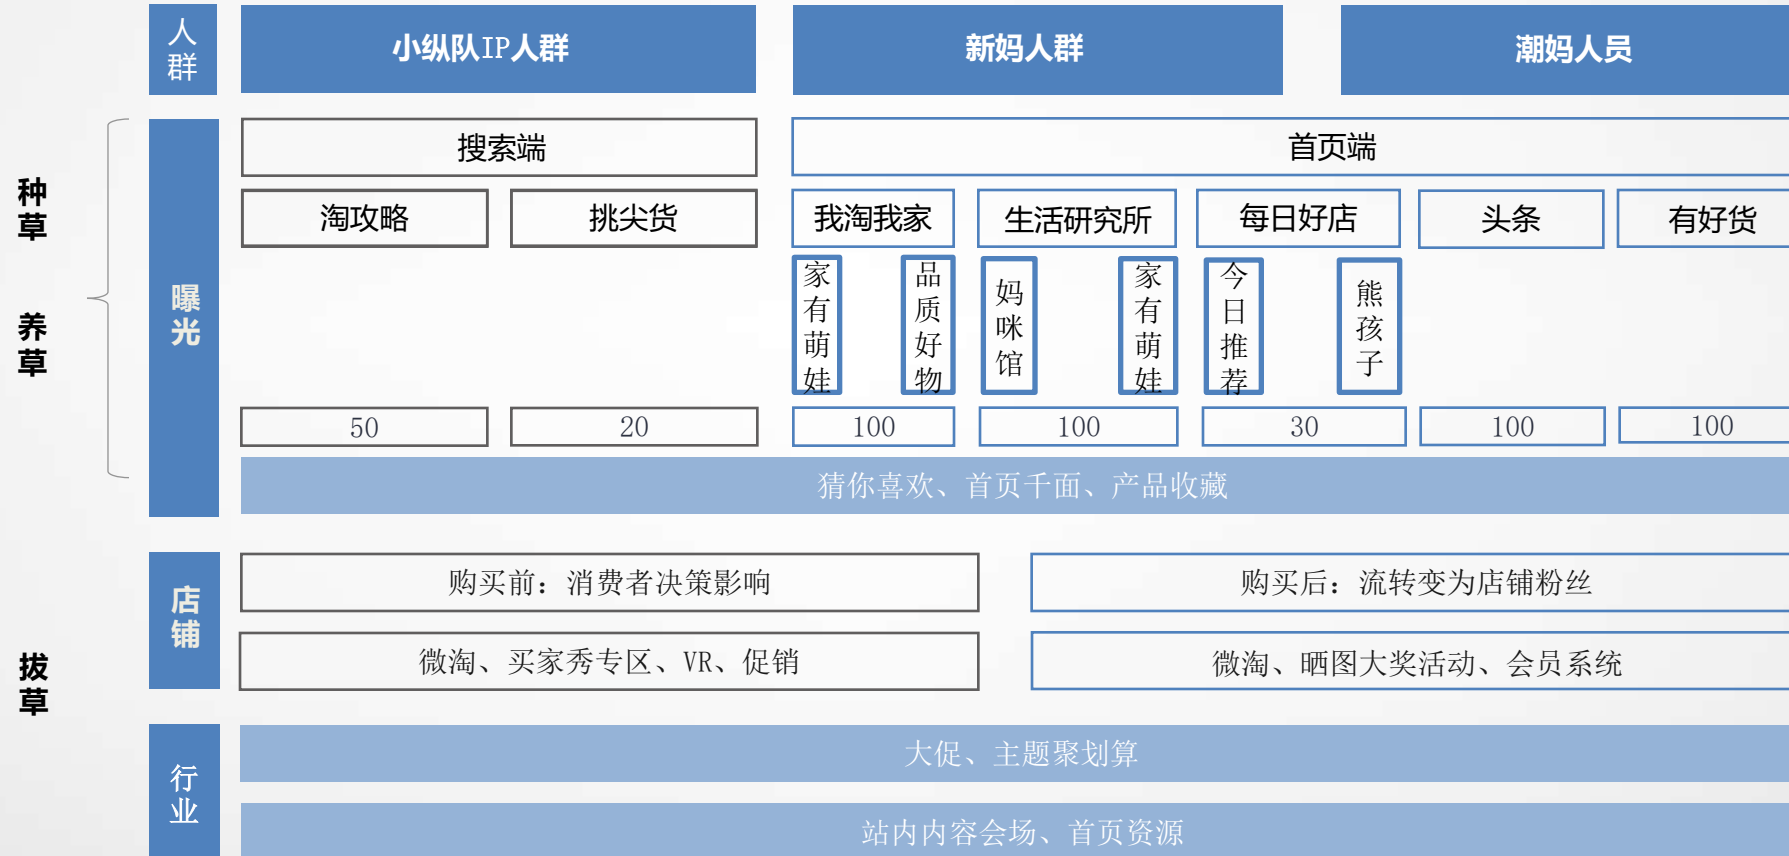 人群
小纵队IP人群
新妈人群
潮妈人员
种草
养草
曝光
搜索端
首页端
淘攻略
挑尖货
我淘我家
生活研究所
每日好店
头条
有好货
家有萌娃
品质好物
妈咪馆
家有萌娃
今日推荐
熊孩子
50
20
100
100
30
100
100
猜你喜欢、首页千面、产品收藏
拔草
店铺
购买前：消费者决策影响
购买后：流转变为店铺粉丝
微淘、买家秀专区、VR、促销
微淘、晒图大奖活动、会员系统
行业
大促、主题聚划算
站内内容会场、首页资源